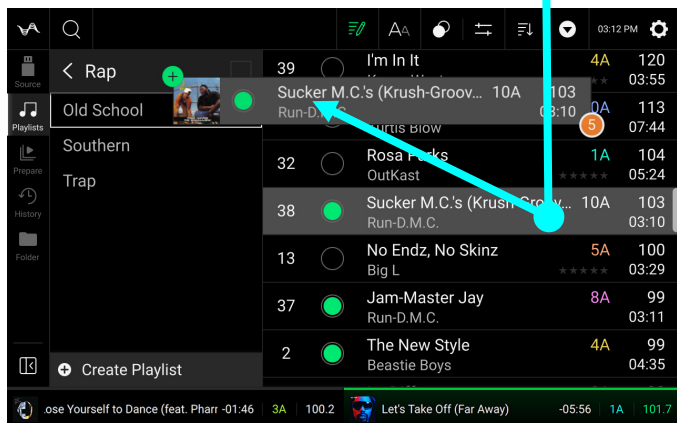 AA
03:12 PM
Source
Playlists
Prepare
History
Folder
Rap
Old School
Southern
Trap
Create Playlist
39
I'm In It
4A
120
03:55
Sucker M.C.'s (Krush-Groov...
10A
103
Run-D.M.C.
03:10
0A
113
Curtis Blow
5
07:44
32
Rosa Parks
1A
104
OutKast
05:24
38
Sucker M.C.'s (Krush-Groov...
10A
103
Run-D.M.C.
03:10
13
No Endz, No Skinz
5A
100
Big L
03:29
37
Jam-Master Jay
8A
99
Run-D.M.C.
03:11
2
The New Style
4A
99
Beastie Boys
04:35
.ose Yourself to Dance (feat. Pharr
-01:46
3A
100.2
Let's Take Off (Far Away)
-05:56
1A
101.7